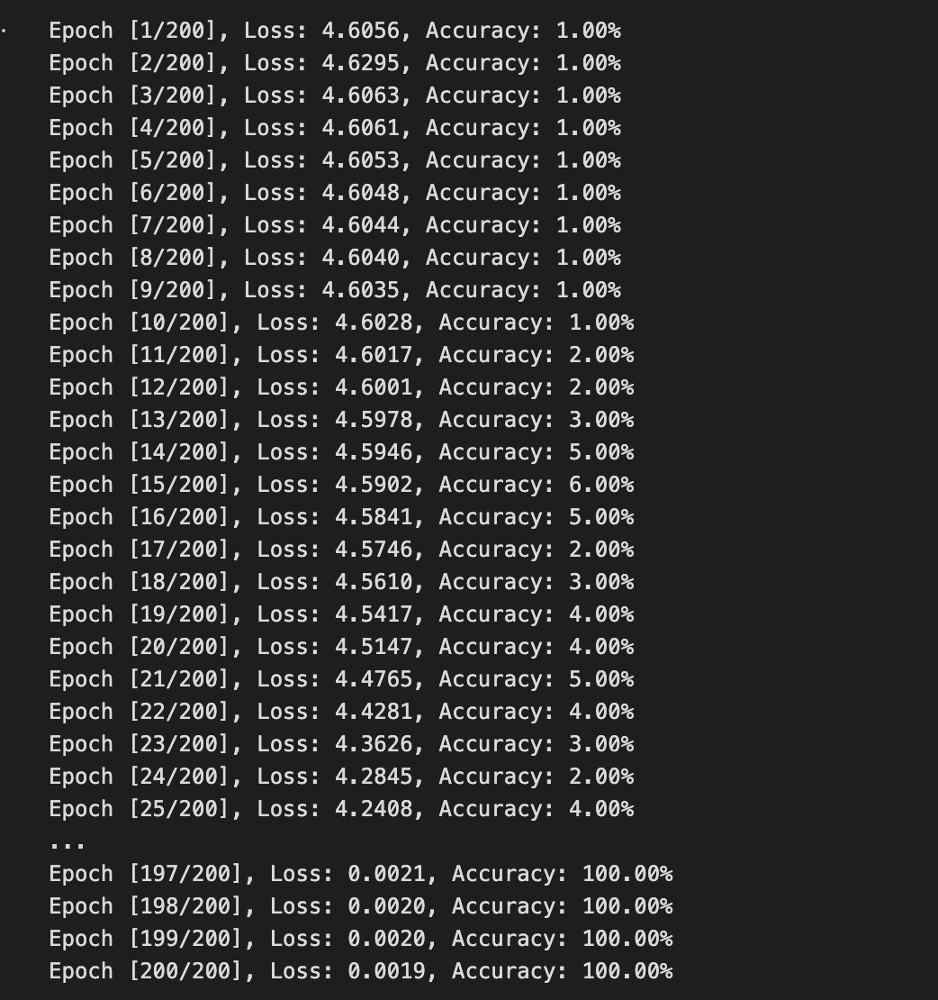 Epoch [1/200], Loss: 4.6056, Accuracy: 1.00%
Epoch [2/200], Loss: 4.6295, Accuracy: 1.00%
Epoch [3/200], Loss: 4.6063, Accuracy: 1.00%
Epoch [4/200], Loss: 4.6061, Accuracy: 1.00%
Epoch [5/200], Loss: 4.6053, Accuracy: 1.00%
Epoch [6/200], Loss: 4.6048, Accuracy: 1.00%
Epoch [7/200], Loss: 4.6044, Accuracy: 1.00%
Epoch [8/200], Loss: 4.6040, Accuracy: 1.00%
Epoch [9/200], Loss: 4.6035, Accuracy: 1.00%
Epoch [10/200], Loss: 4.6028, Accuracy: 1.00%
Epoch [11/200], Loss: 4.6017, Accuracy: 2.00%
Epoch [12/200], Loss: 4.6001, Accuracy: 2.00%
Epoch [13/200], Loss: 4.5978, Accuracy: 3.00%
Epoch [14/200], Loss: 4.5946, Accuracy: 5.00%
Epoch [15/200], Loss: 4.5902, Accuracy: 6.00%
Epoch [16/200], Loss: 4.5841, Accuracy: 5.00%
Epoch [17/200], Loss: 4.5746, Accuracy: 2.00%
Epoch [18/200], Loss: 4.5610, Accuracy: 3.00%
Epoch [19/200], Loss: 4.5417, Accuracy: 4.00%
Epoch [20/200], Loss: 4.5147, Accuracy: 4.00%
Epoch [21/200], Loss: 4.4765, Accuracy: 5.00%
Epoch [22/200], Loss: 4.4281, Accuracy: 4.00%
Epoch [23/200], Loss: 4.3626, Accuracy: 3.00%
Epoch [24/200], Loss: 4.2845, Accuracy: 2.00%
Epoch [25/200], Loss: 4.2408, Accuracy: 4.00%
...
Epoch [197/200], Loss: 0.0021, Accuracy: 100.00%
Epoch [198/200], Loss: 0.0020, Accuracy: 100.00%
Epoch [199/200], Loss: 0.0020, Accuracy: 100.00%
Epoch [200/200], Loss: 0.0019, Accuracy: 100.00%